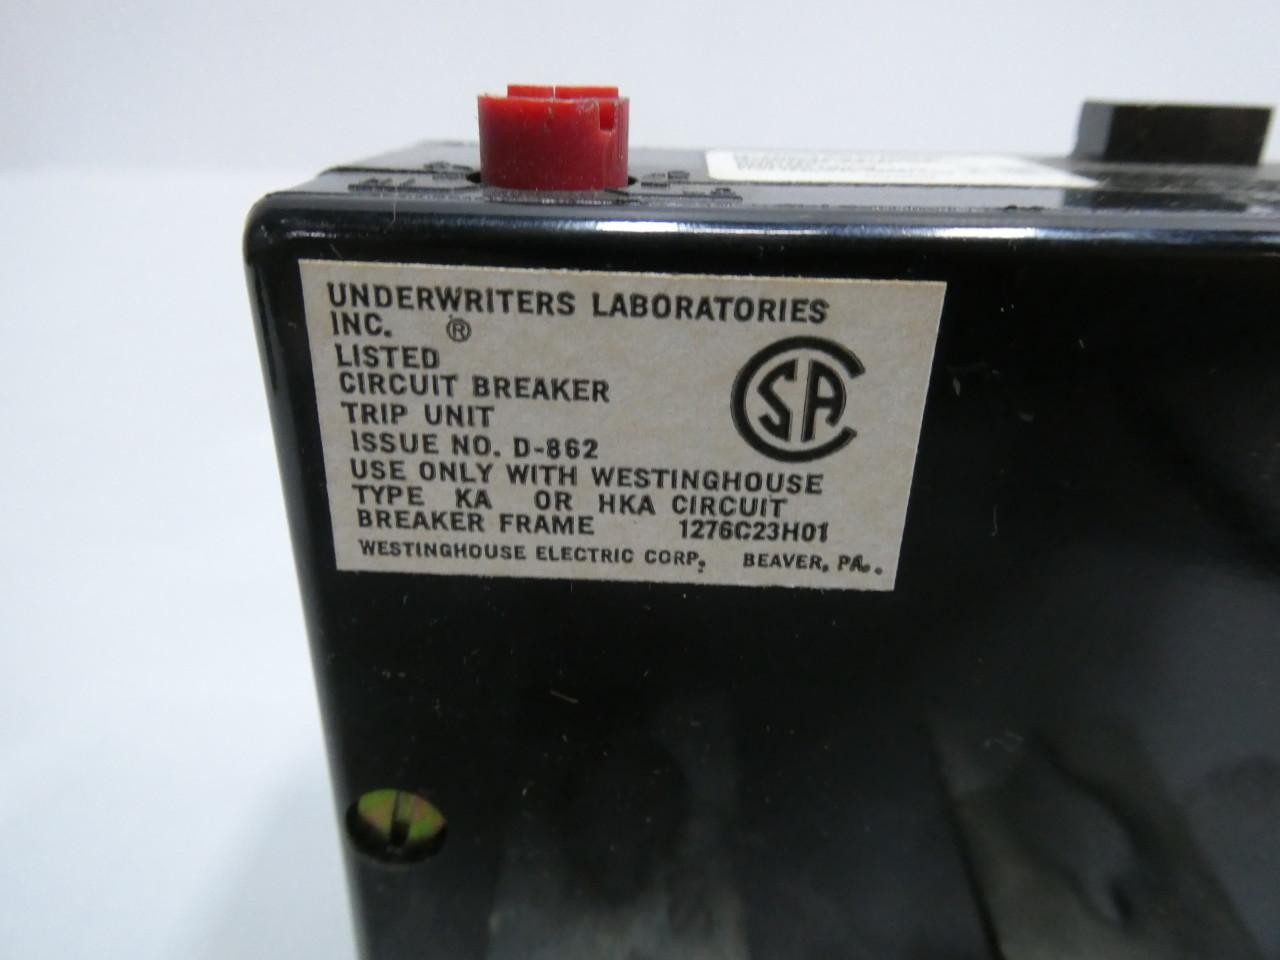 UNDERWRITERS LABORATORIES
INC. ®
LISTED
CIRCUIT BREAKER
TRIP UNIT
ISSUE NO. D-862
USE ONLY WITH WESTINGHOUSE
TYPE KA OR HKA CIRCUIT
BREAKER FRAME 1276C23H01
WESTINGHOUSE ELECTRIC CORP. BEAVER, PA.
CSA